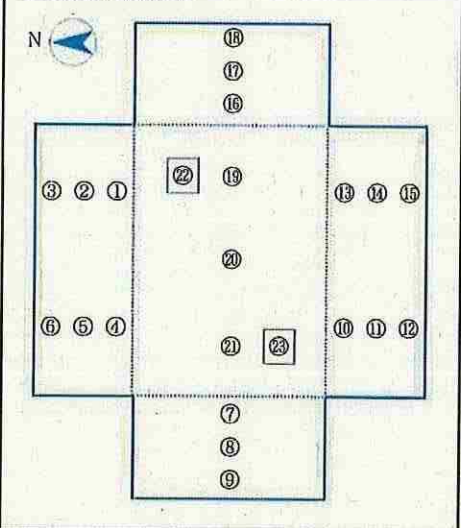 N
⑱
⑰
⑯
③ ② ① ㉒ ⑲ ⑬ ⑭ ⑮
⑳
⑥ ⑤ ④ ㉑ ㉓ ⑩ ⑪ ⑫
⑦
⑧
⑨